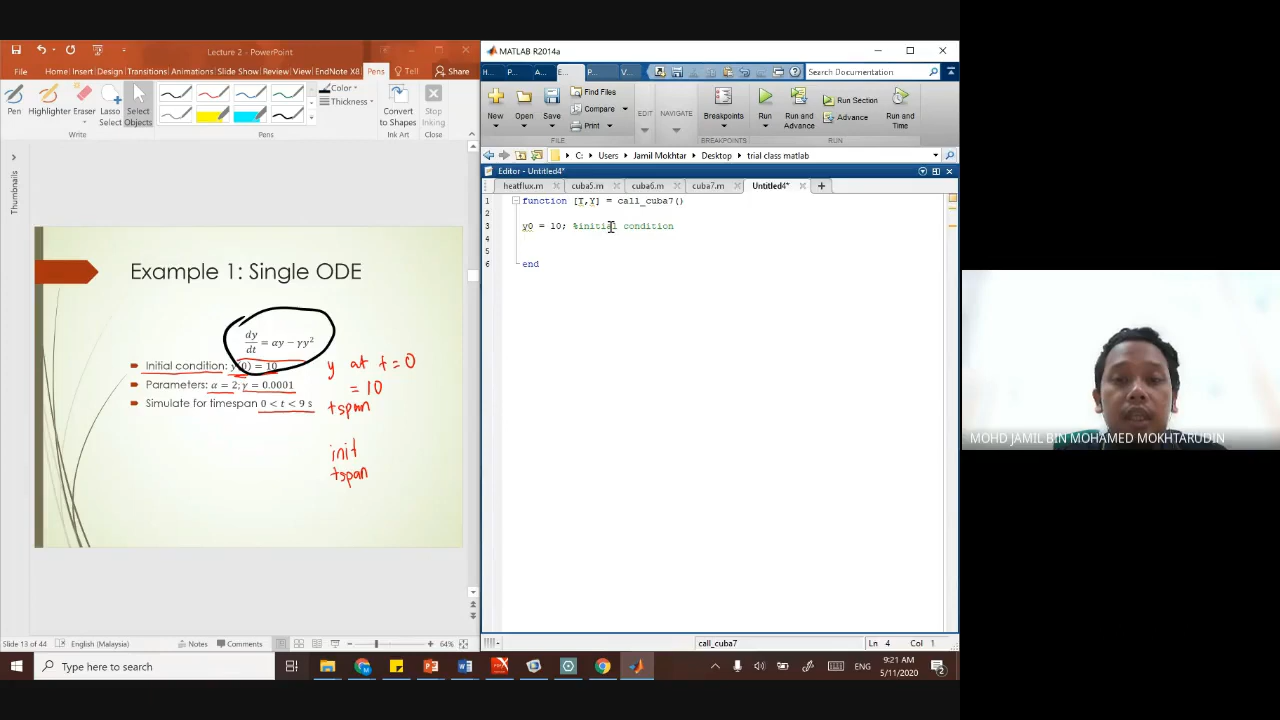 Lecture 2 - PowerPoint
File Home Insert Design Transitions Animations Slide Show Review View EndNote X8 Pens Tell Share
Pen Highlighter Eraser Lasso Select Select Objects
Color
Thickness
Convert to Shapes
Stop Inking
Write Pens Ink Art Close
Thumbnails
Example 1: Single ODE
dy/dt = αy − γy²
Initial condition: y(0) = 10
Parameters: α = 2; γ = 0.0001
Simulate for timespan 0 < t < 9 s
y at t = 0
= 10
tspan
init
tspan
Slide 13 of 44 English (Malaysia) Notes Comments 64%
MATLAB R2014a
H... P... A... E... P... V... Search Documentation
New Open Save
Find Files
Compare
Print
EDIT NAVIGATE
Breakpoints Run Run and Advance
Run Section
Advance
Run and Time
FILE BREAKPOINTS RUN
C: Users Jamil Mokhtar Desktop trial class matlab
Editor - Untitled4*
heatflux.m cuba5.m cuba6.m cuba7.m Untitled4*
1 function [T,Y] = call_cuba7()
2
3 y0 = 10; %initial condition
4
5
6 end
call_cuba7 Ln 4 Col 1
Type here to search
9:21 AM
5/11/2020
2
MOHD JAMIL BIN MOHAMED MOKHTARUDIN